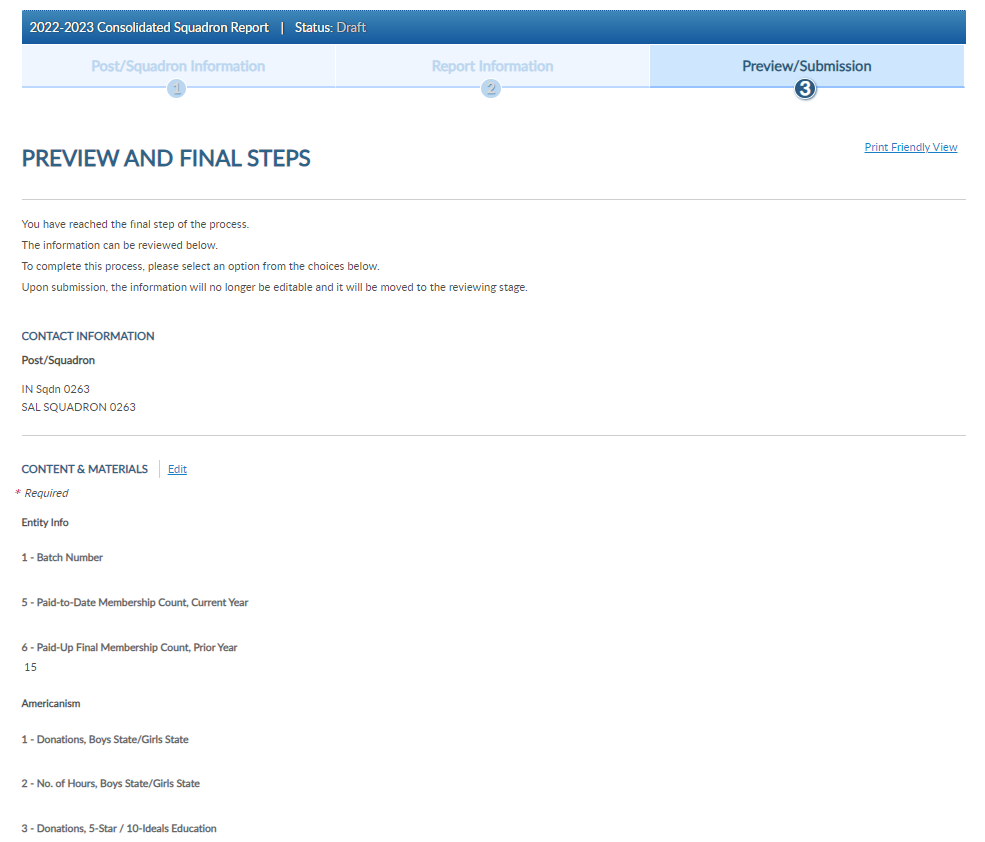 2022-2023 Consolidated Squadron Report | Status: Draft
Post/Squadron Information
1
Report Information
2
Preview/Submission
3
PREVIEW AND FINAL STEPS
Print Friendly View
You have reached the final step of the process.
The information can be reviewed below.
To complete this process, please select an option from the choices below.
Upon submission, the information will no longer be editable and it will be moved to the reviewing stage.
CONTACT INFORMATION
Post/Squadron
IN Sqdn 0263
SAL SQUADRON 0263
CONTENT & MATERIALS | Edit
* Required
Entity Info
1 - Batch Number
5 - Paid-to-Date Membership Count, Current Year
6 - Paid-Up Final Membership Count, Prior Year
15
Americanism
1 - Donations, Boys State/Girls State
2 - No. of Hours, Boys State/Girls State
3 - Donations, 5-Star / 10-Ideals Education